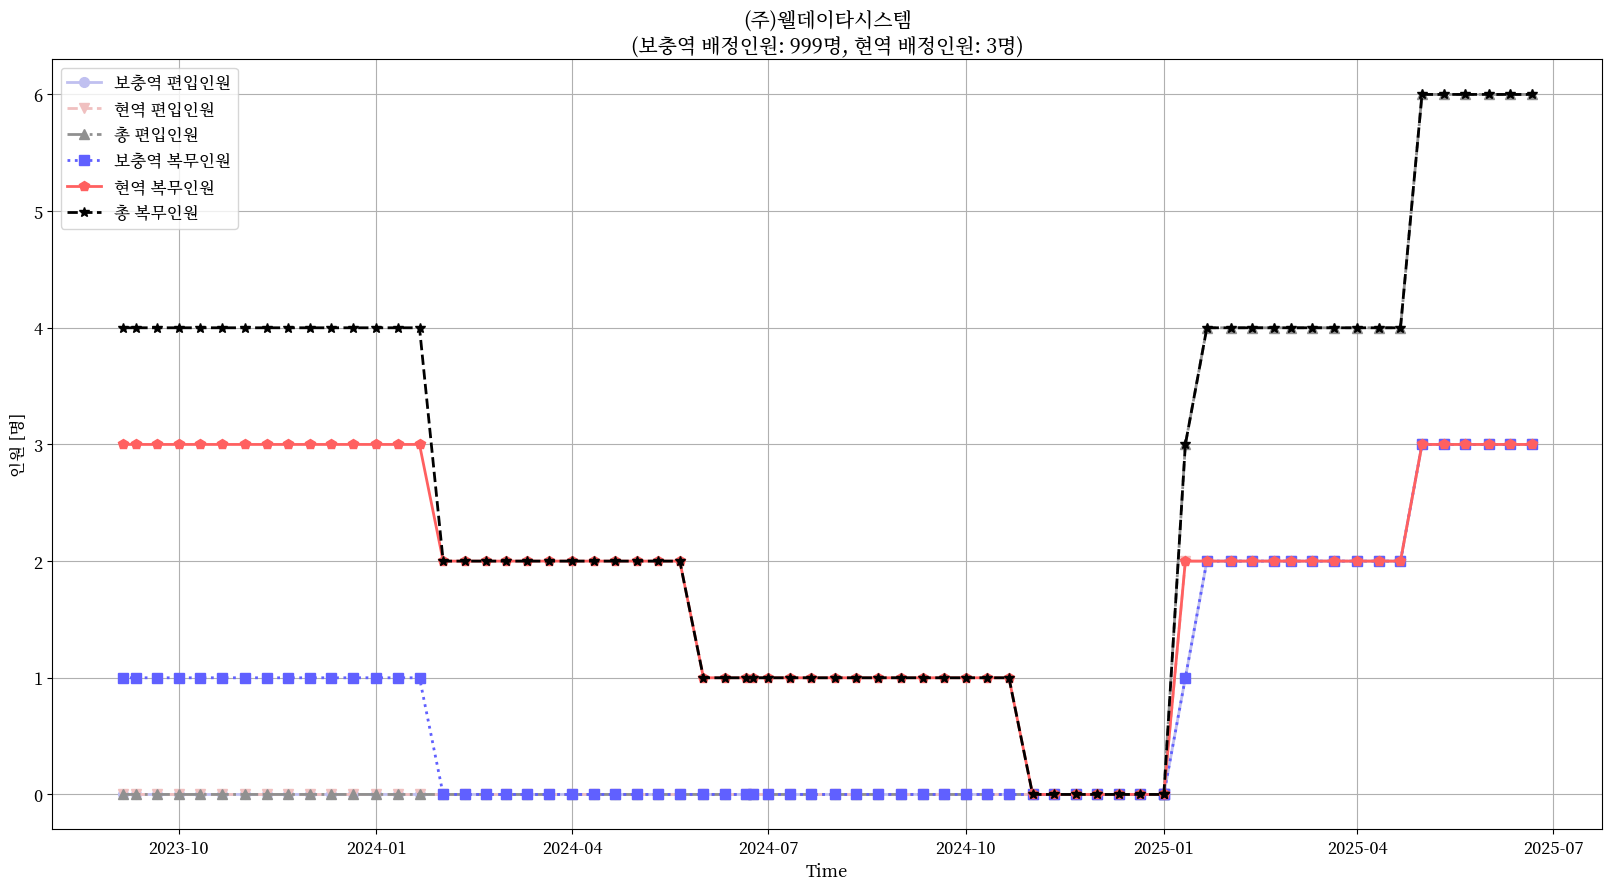 (주)웰데이타시스템
(보충역 배정인원: 999명, 현역 배정인원: 3명)
보충역 편입인원
현역 편입인원
총 편입인원
보충역 복무인원
현역 복무인원
총 복무인원
인원 [명]
6
5
4
3
2
1
0
2023-10
2024-01
2024-04
2024-07
2024-10
2025-01
2025-04
2025-07
Time